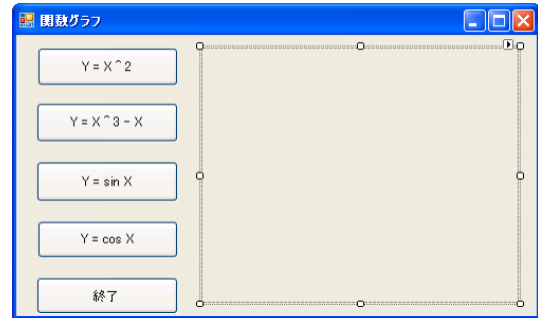 関数グラフ
Y = X ^ 2
Y = X ^ 3 - X
Y = sin X
Y = cos X
終了